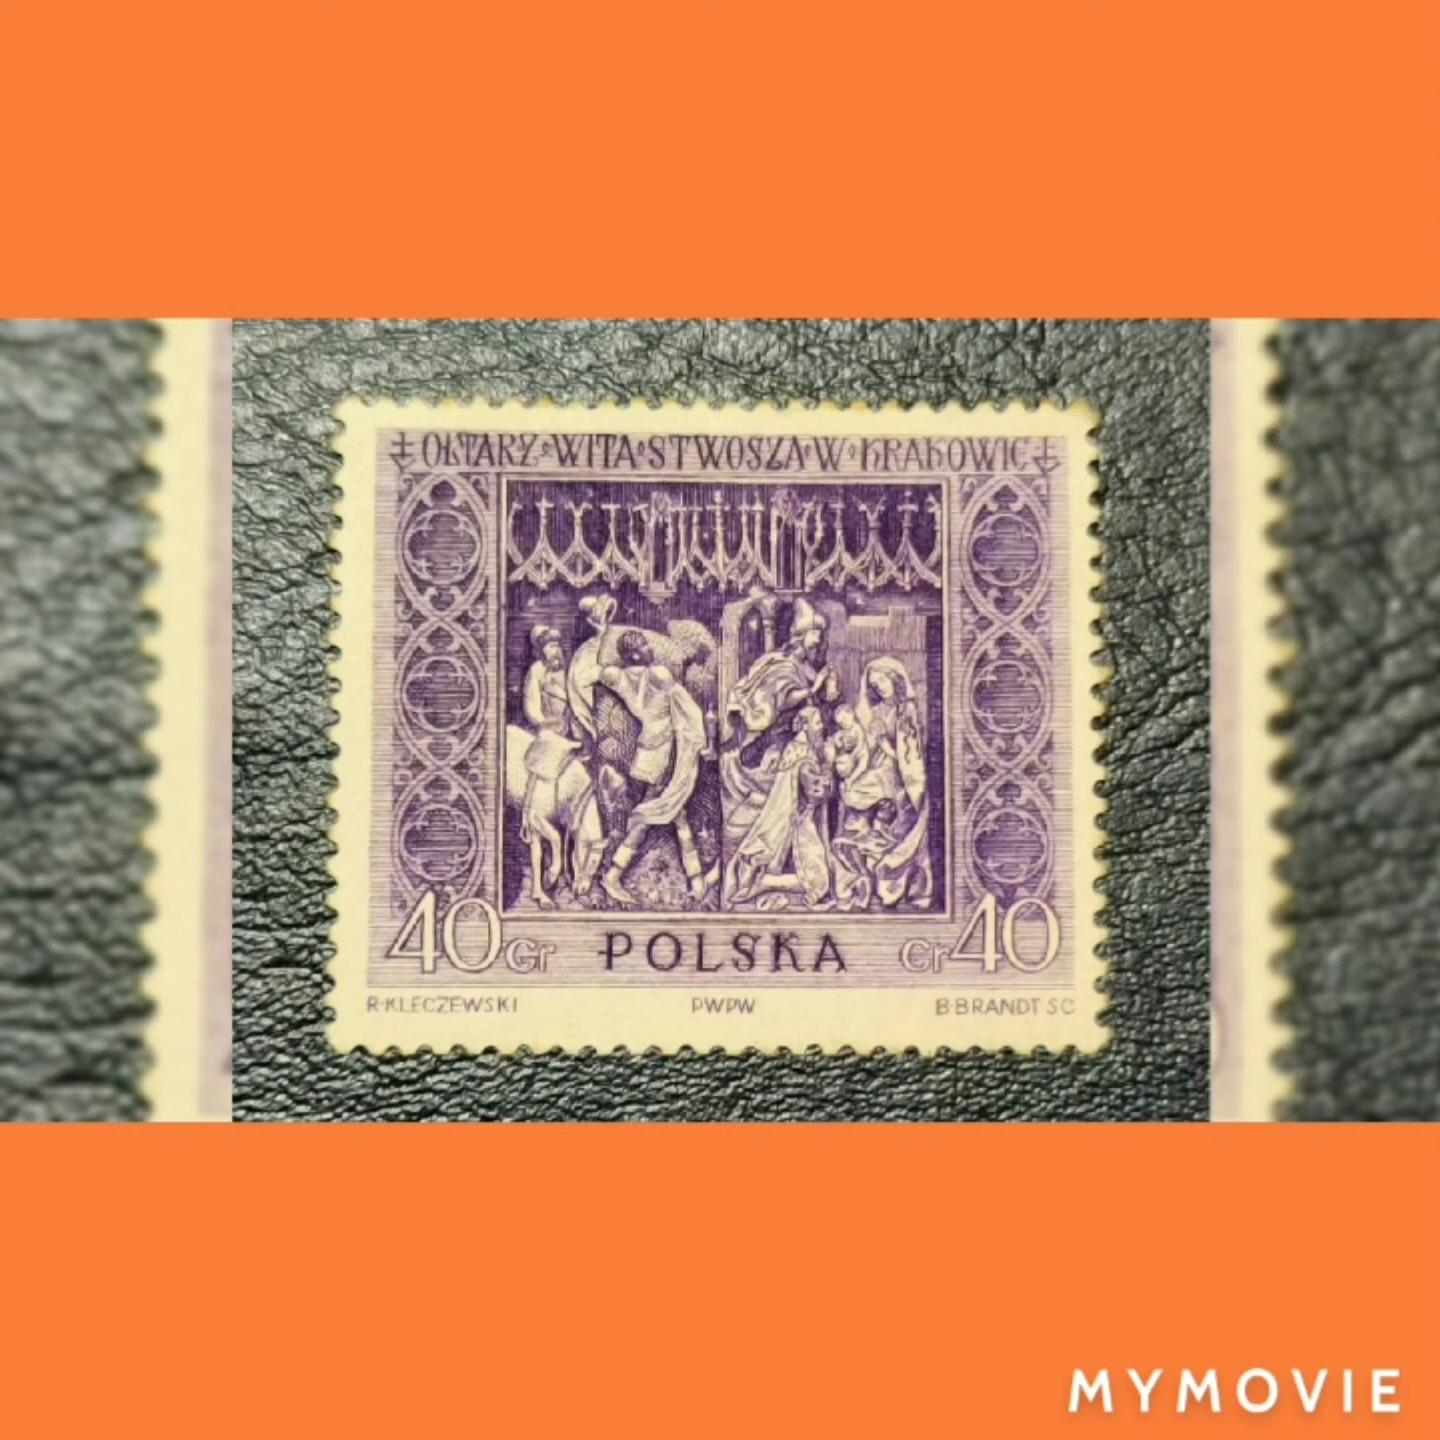 OŁTARZ WITA STWOSZA W KRAKOWIE
40 Gr POLSKA Gr 40
R·KLECZEWSKI PWPW B·BRANDT SC
MYMOVIE